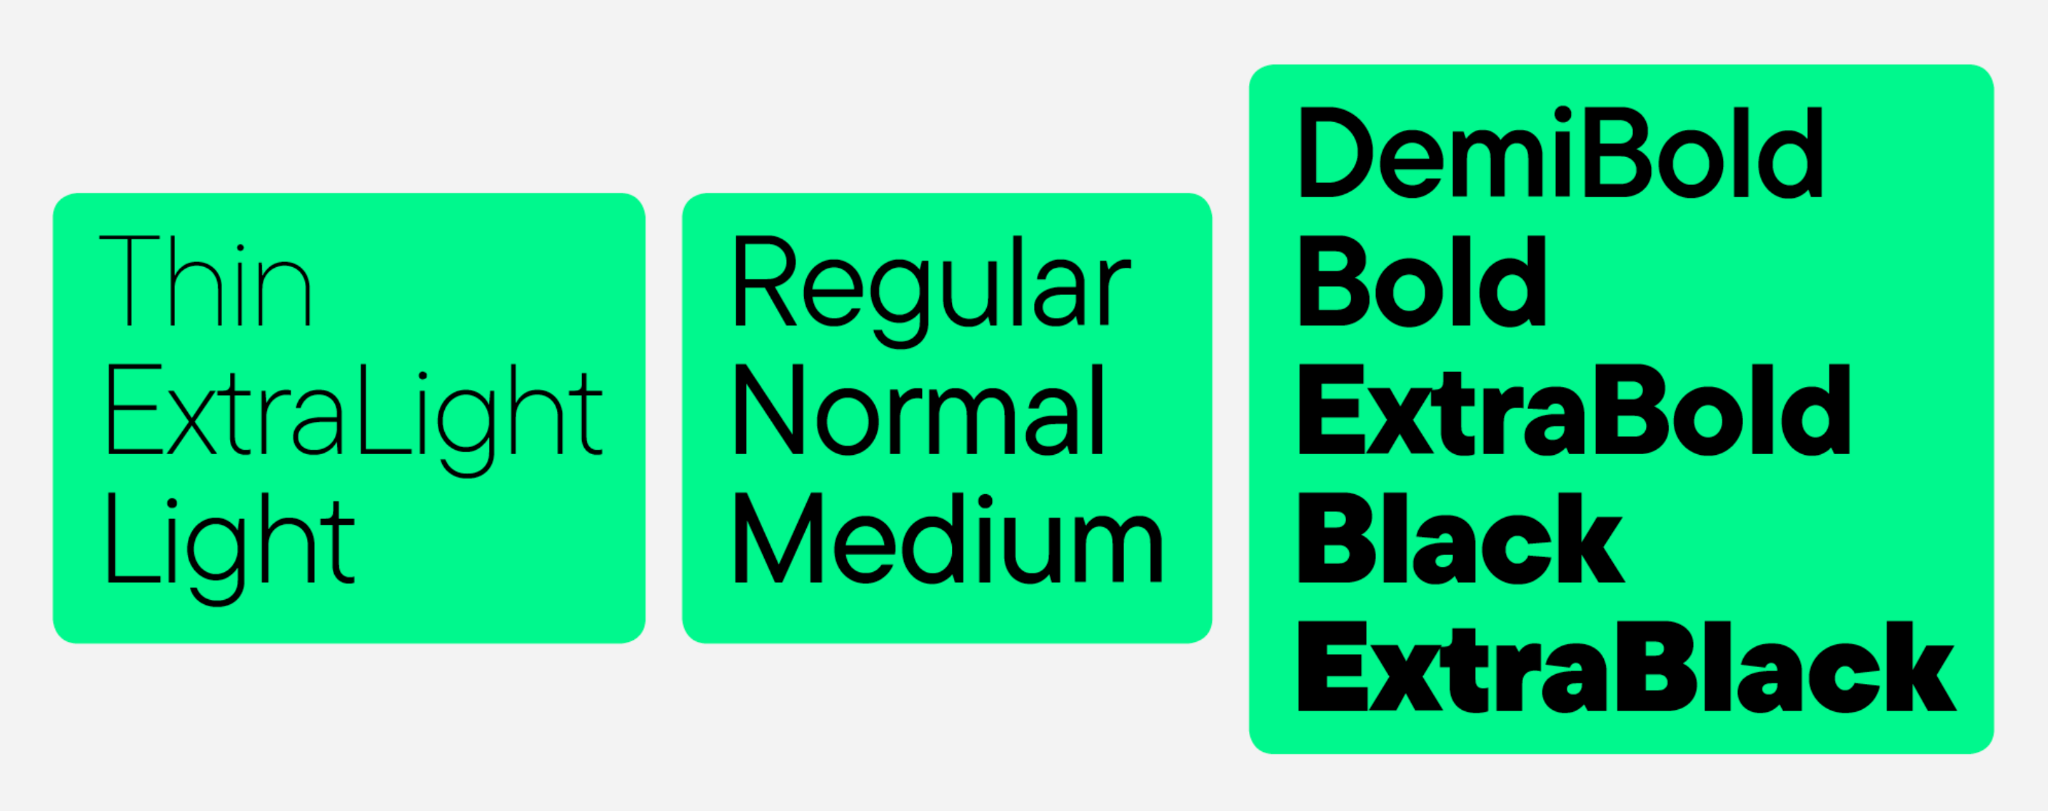 Thin
ExtraLight
Light
Regular
Normal
Medium
DemiBold
Bold
ExtraBold
Black
ExtraBlack